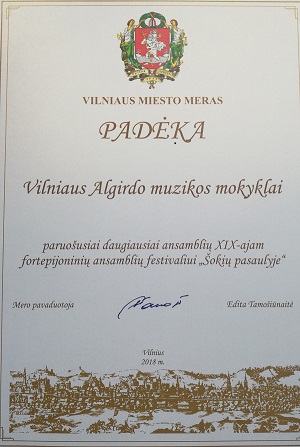 VILNIAUS MIESTO MERAS
PADĖKA
Vilniaus Algirdo muzikos mokyklai
paruošusiai daugiausiai ansamblių XIX-ajam
fortepijoninių ansamblių festivaliui „Šokių pasaulyje“
Mero pavaduotoja Edita Tamošiūnaitė
Vilnius
2018 m.